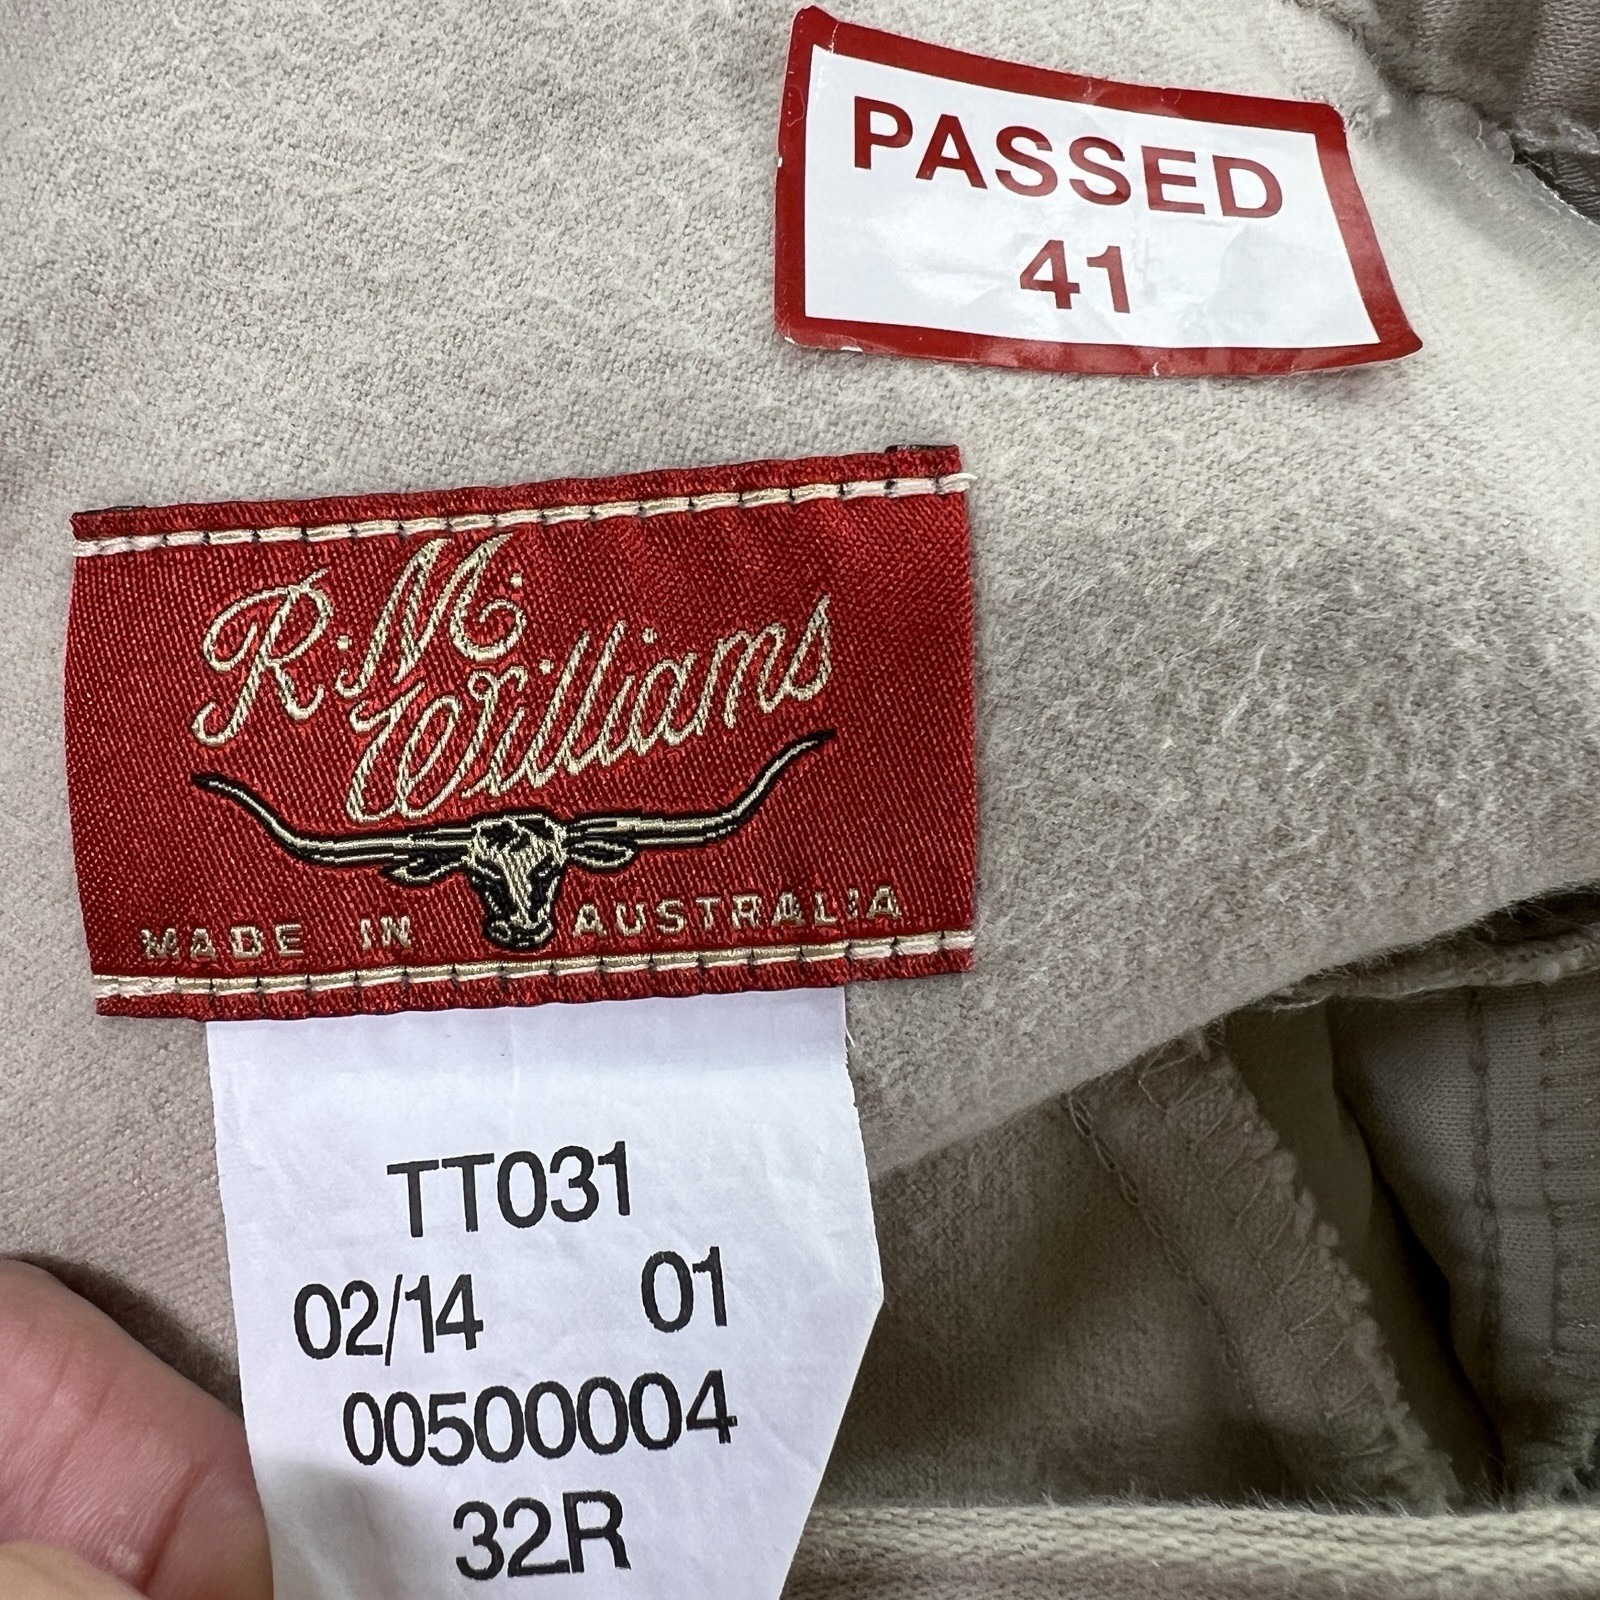 PASSED
41
R.M.
Williams
MADE IN AUSTRALIA
TT031
02/14 01
00500004
32R